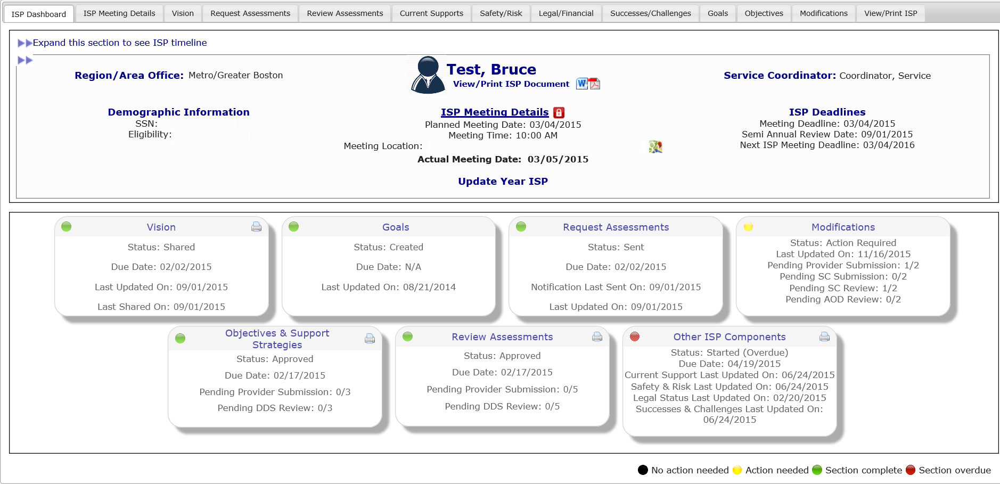 ISP Dashboard ISP Meeting Details Vision Request Assessments Review Assessments Current Supports Safety/Risk Legal/Financial Successes/Challenges Goals Objectives Modifications View/Print ISP
Expand this section to see ISP timeline
Region/Area Office: Metro/Greater Boston
Test, Bruce
View/Print ISP Document
Service Coordinator: Coordinator, Service
Demographic Information
SSN:
Eligibility:
ISP Meeting Details
Planned Meeting Date: 03/04/2015
Meeting Time: 10:00 AM
Meeting Location:
Actual Meeting Date: 03/05/2015
Update Year ISP
ISP Deadlines
Meeting Deadline: 03/04/2015
Semi Annual Review Date: 09/01/2015
Next ISP Meeting Deadline: 03/04/2016
Vision
Status: Shared
Due Date: 02/02/2015
Last Updated On: 09/01/2015
Last Shared On: 09/01/2015
Goals
Status: Created
Due Date: N/A
Last Updated On: 08/21/2014
Request Assessments
Status: Sent
Due Date: 02/02/2015
Notification Last Sent On: 09/01/2015
Last Updated On: 09/01/2015
Modifications
Status: Action Required
Last Updated On: 11/16/2015
Pending Provider Submission: 1/2
Pending SC Submission: 0/2
Pending SC Review: 1/2
Pending AOD Review: 0/2
Objectives & Support
Strategies
Status: Approved
Due Date: 02/17/2015
Pending Provider Submission: 0/3
Pending DDS Review: 0/3
Review Assessments
Status: Approved
Due Date: 02/17/2015
Pending Provider Submission: 0/5
Pending DDS Review: 0/5
Other ISP Components
Status: Started (Overdue)
Due Date: 04/19/2015
Current Support Last Updated On: 06/24/2015
Safety & Risk Last Updated On: 06/24/2015
Legal Status Last Updated On: 02/20/2015
Successes & Challenges Last Updated On:
06/24/2015
No action needed Action needed Section complete Section overdue